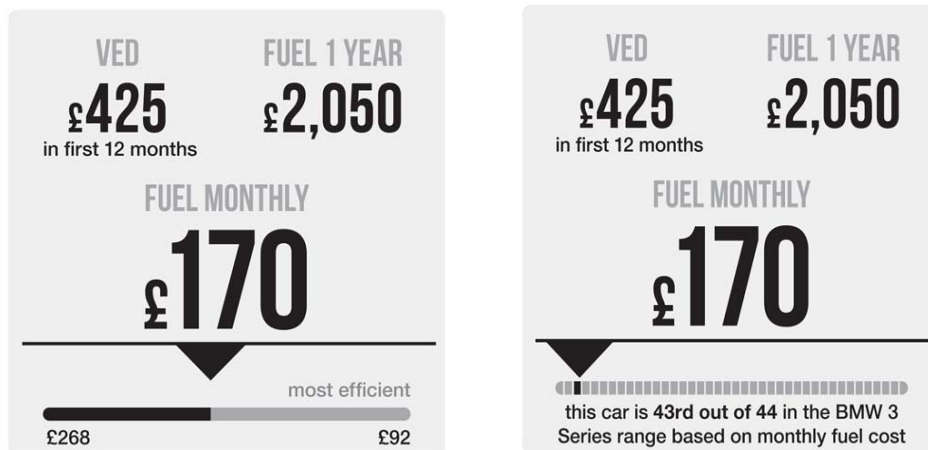 VED
FUEL 1 YEAR
£425
£2,050
in first 12 months
FUEL MONTHLY
£170
most efficient
£268
£92
VED
FUEL 1 YEAR
£425
£2,050
in first 12 months
FUEL MONTHLY
£170
this car is 43rd out of 44 in the BMW 3
Series range based on monthly fuel cost